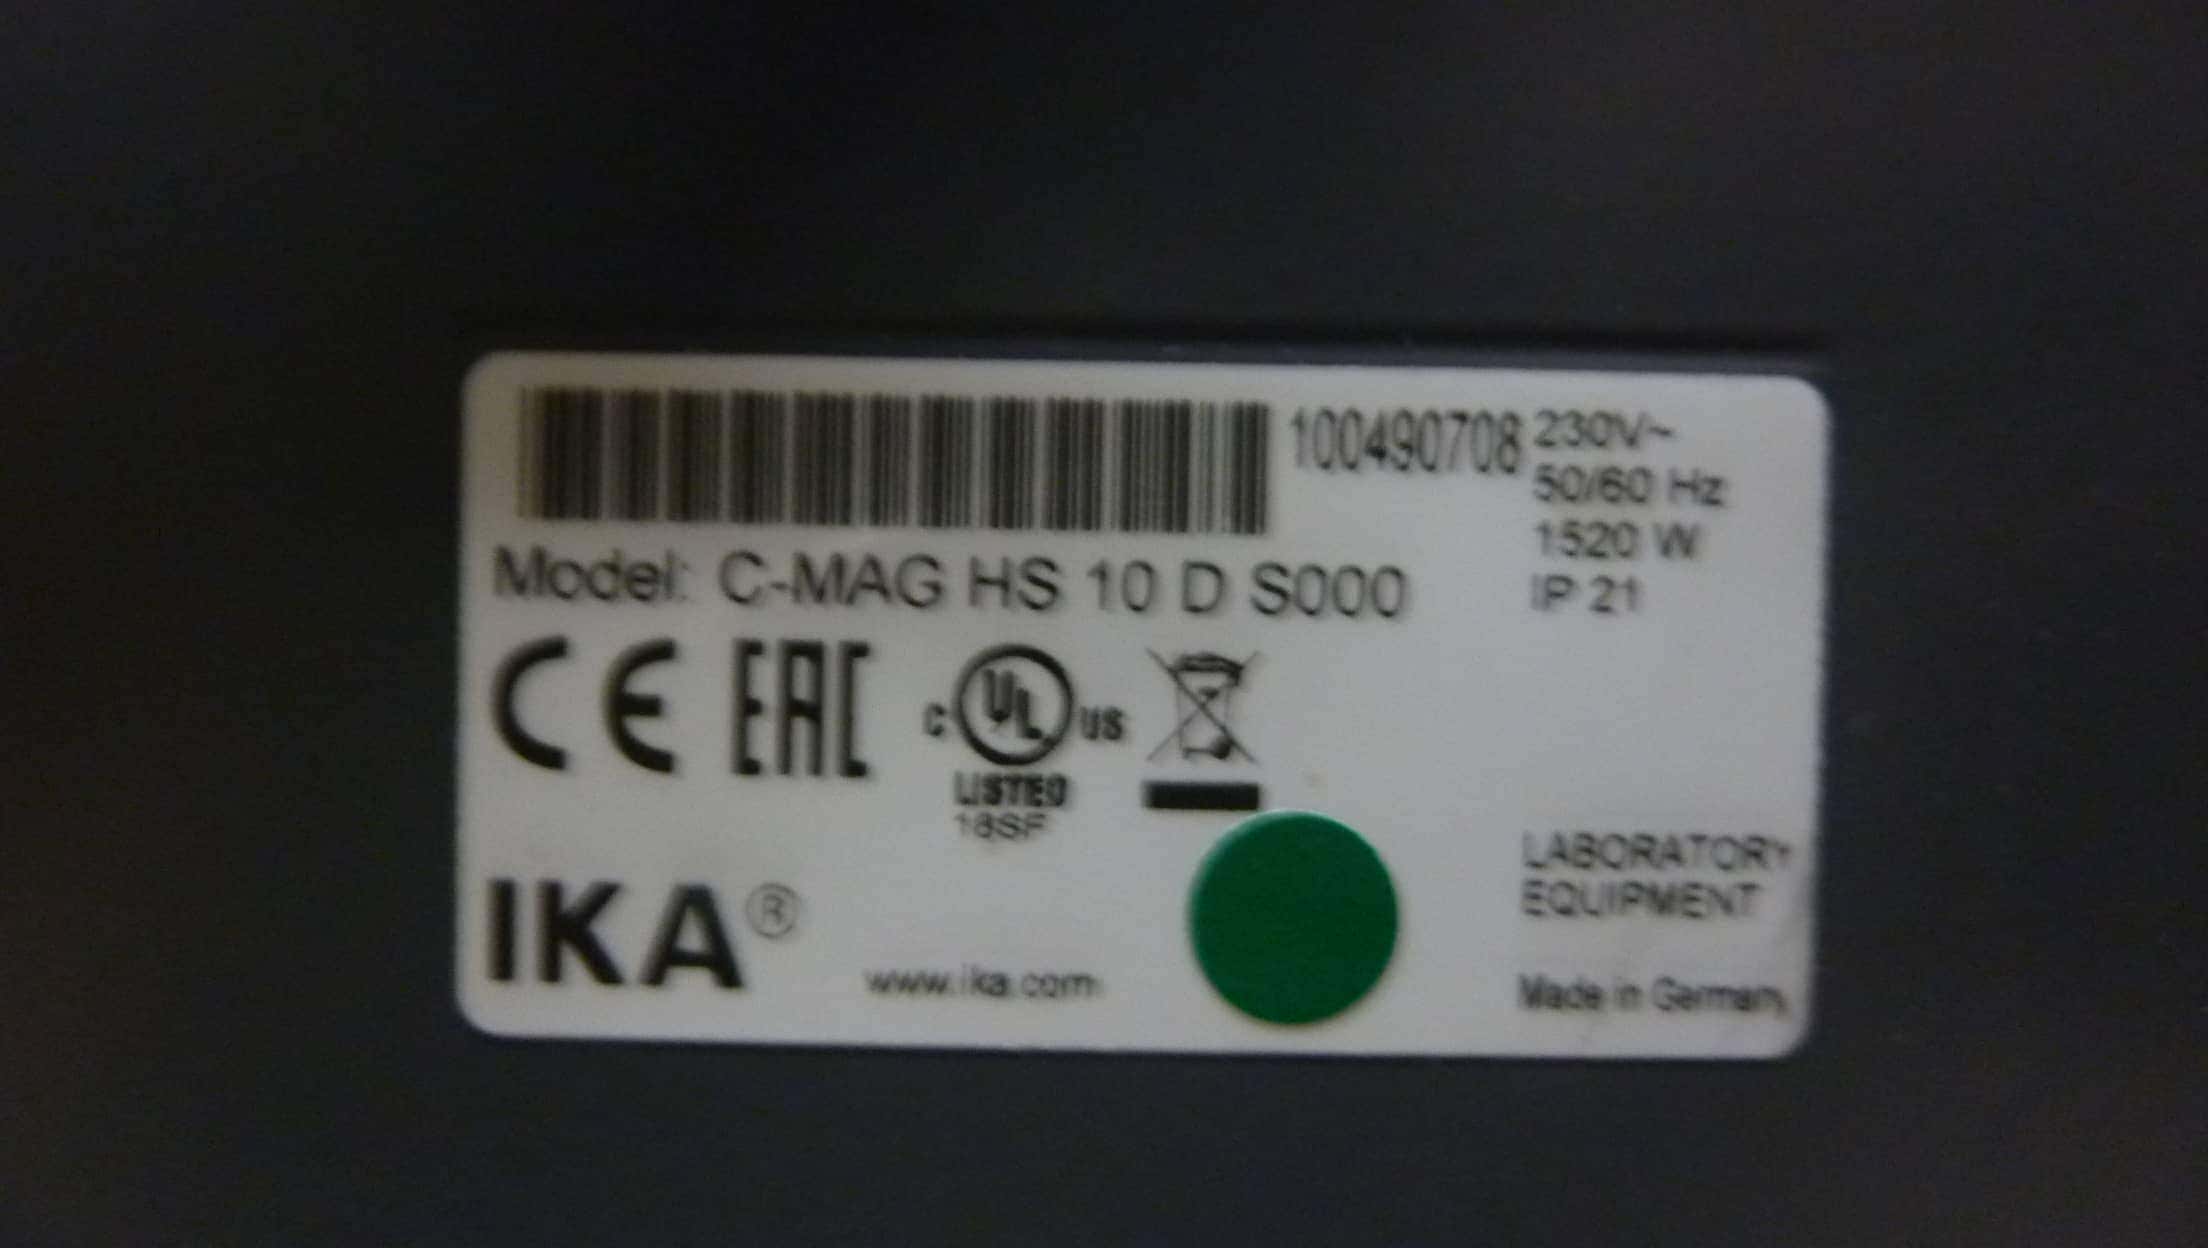 100490708
230V~
50/60 Hz
1520 W
IP 21
Model: C-MAG HS 10 D S000
CE EAC
C UL US
LISTED
18SF
IKA®
www.ika.com
LABORATORY
EQUIPMENT
Made in Germany